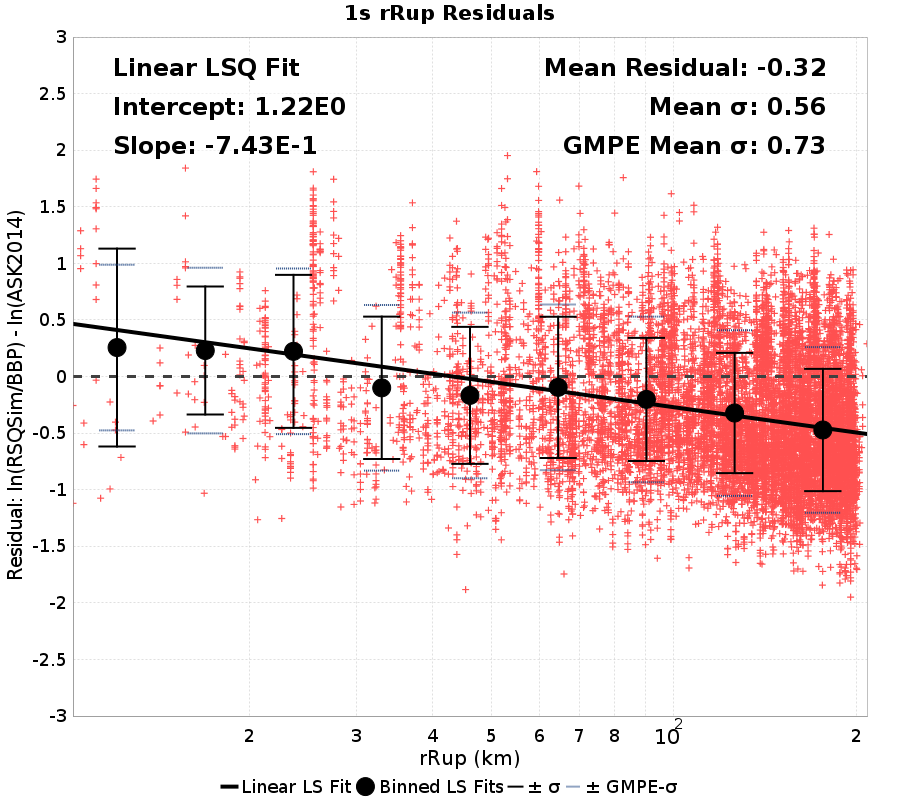 1s rRup Residuals
Linear LSQ Fit
Intercept: 1.22E0
Slope: -7.43E-1
Mean Residual: -0.32
Mean σ: 0.56
GMPE Mean σ: 0.73
Residual: ln(RSQSim/BBP) - ln(ASK2014)
3
2.5
2
1.5
1
0.5
0
-0.5
-1
-1.5
-2
-2.5
-3
2 3 4 5 6 7 8 10² 2
rRup (km)
Linear LS Fit Binned LS Fits ± σ ± GMPE-σ